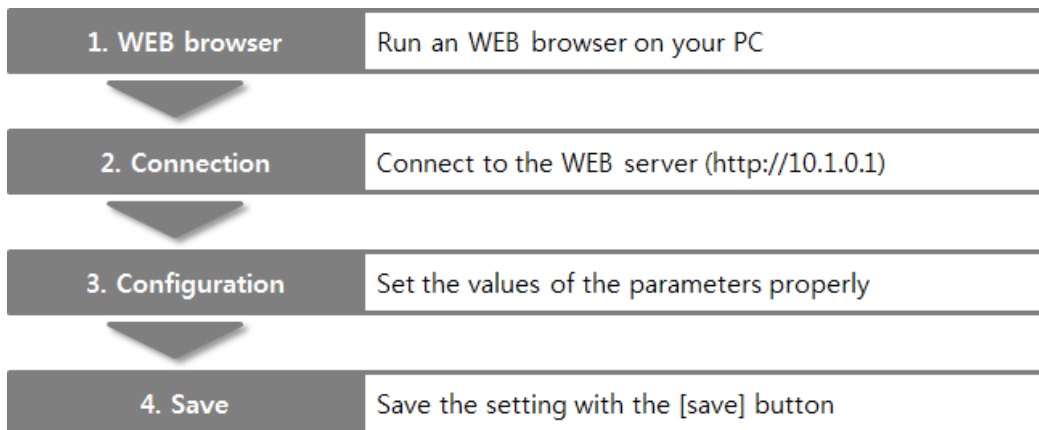 1. WEB browser
Run an WEB browser on your PC
2. Connection
Connect to the WEB server (http://10.1.0.1)
3. Configuration
Set the values of the parameters properly
4. Save
Save the setting with the [save] button